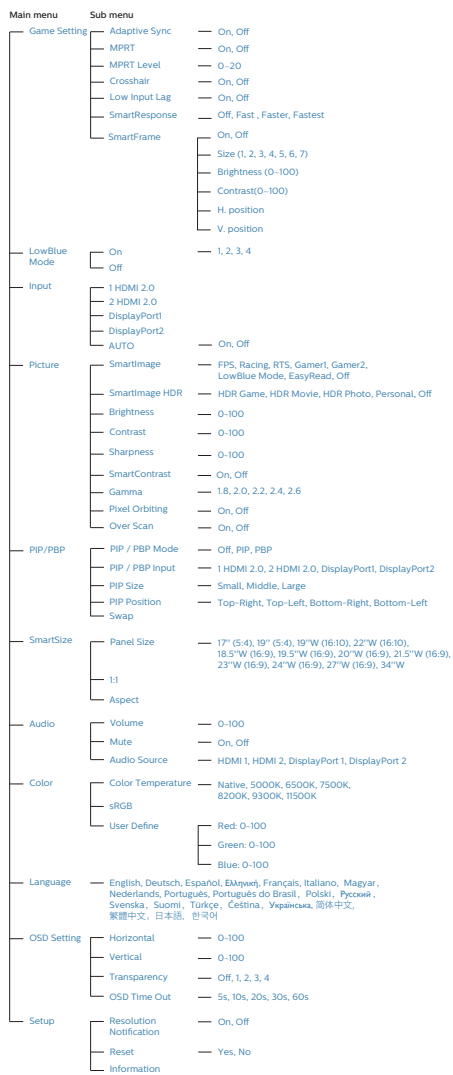 Main menu Sub menu
Game Setting Adaptive Sync On, Off
MPRT On, Off
MPRT Level 0–20
Crosshair On, Off
Low Input Lag On, Off
SmartResponse Off, Fast , Faster, Fastest
SmartFrame On, Off
Size (1, 2, 3, 4, 5, 6, 7)
Brightness (0–100)
Contrast(0–100)
H. position
V. position
LowBlue On 1, 2, 3, 4
Mode
Off
Input 1 HDMI 2.0
2 HDMI 2.0
DisplayPort1
DisplayPort2
AUTO On, Off
Picture SmartImage FPS, Racing, RTS, Gamer1, Gamer2,
LowBlue Mode, EasyRead, Off
SmartImage HDR HDR Game, HDR Movie, HDR Photo, Personal, Off
Brightness 0-100
Contrast 0-100
Sharpness 0-100
SmartContrast On, Off
Gamma 1.8, 2.0, 2.2, 2.4, 2.6
Pixel Orbiting On, Off
Over Scan On, Off
PIP/PBP PIP / PBP Mode Off, PIP, PBP
PIP / PBP Input 1 HDMI 2.0, 2 HDMI 2.0, DisplayPort1, DisplayPort2
PIP Size Small, Middle, Large
PIP Position Top-Right, Top-Left, Bottom-Right, Bottom-Left
Swap
SmartSize Panel Size 17" (5:4), 19" (5:4), 19"W (16:10), 22"W (16:10),
18.5"W (16:9), 19.5"W (16:9), 20"W (16:9), 21.5"W (16:9),
23"W (16:9), 24"W (16:9), 27"W (16:9), 34"W
1:1
Aspect
Audio Volume 0-100
Mute On, Off
Audio Source HDMI 1, HDMI 2, DisplayPort 1, DisplayPort 2
Color Color Temperature Native, 5000K, 6500K, 7500K,
8200K, 9300K, 11500K
sRGB
User Define Red: 0-100
Green: 0-100
Blue: 0-100
Language English, Deutsch, Español, Ελληνική, Français, Italiano, Magyar,
Nederlands, Português, Português do Brasil, Polski, Русский ,
Svenska, Suomi, Türkçe, Čeština, Українська, 简体中文,
繁體中文, 日本語, 한국어
OSD Setting Horizontal 0-100
Vertical 0-100
Transparency Off, 1, 2, 3, 4
OSD Time Out 5s, 10s, 20s, 30s, 60s
Setup Resolution On, Off
Notification
Reset Yes, No
Information